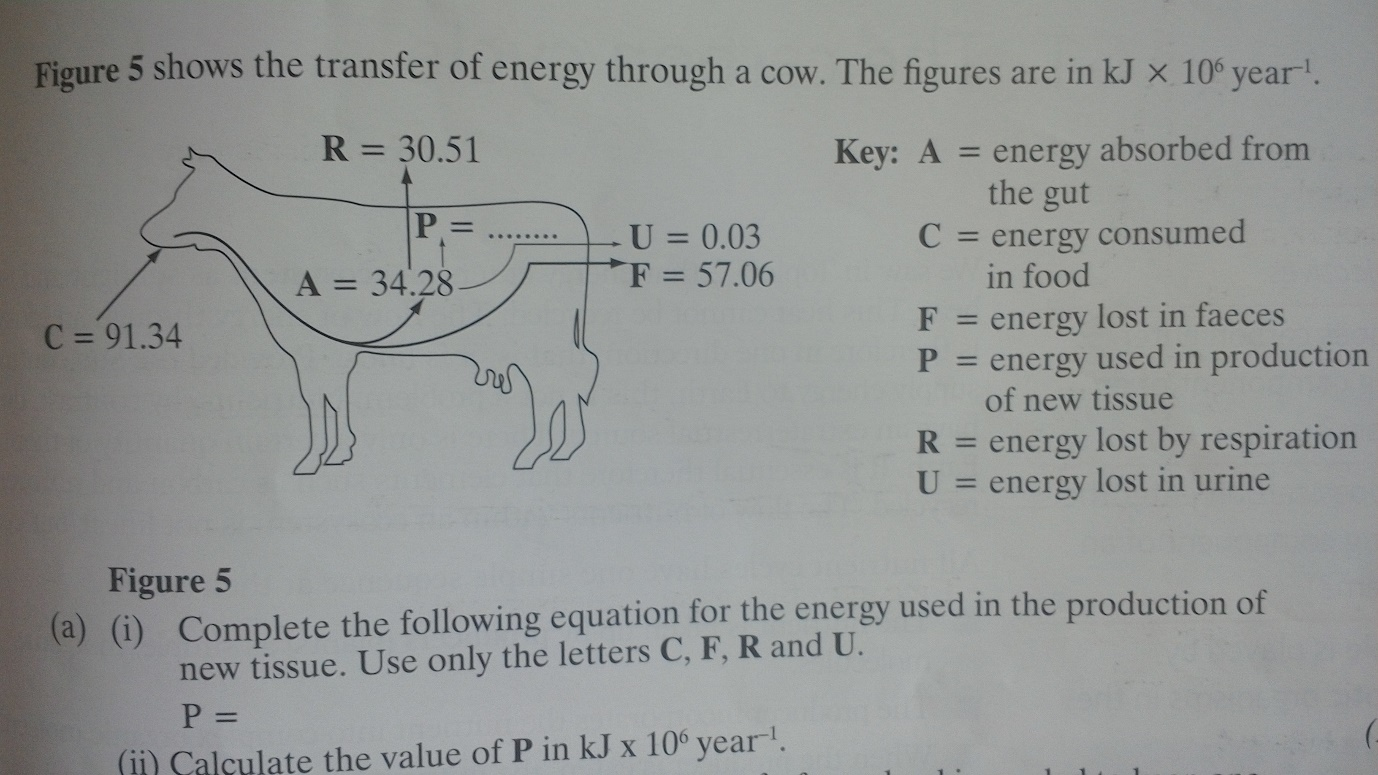 Figure 5 shows the transfer of energy through a cow. The figures are in kJ × 10⁶ year⁻¹.
R = 30.51
P = ........
U = 0.03
A = 34.28
F = 57.06
C = 91.34
Key: A = energy absorbed from
the gut
C = energy consumed
in food
F = energy lost in faeces
P = energy used in production
of new tissue
R = energy lost by respiration
U = energy lost in urine
Figure 5
(a) (i) Complete the following equation for the energy used in the production of
new tissue. Use only the letters C, F, R and U.
P =
(ii) Calculate the value of P in kJ x 10⁶ year⁻¹.